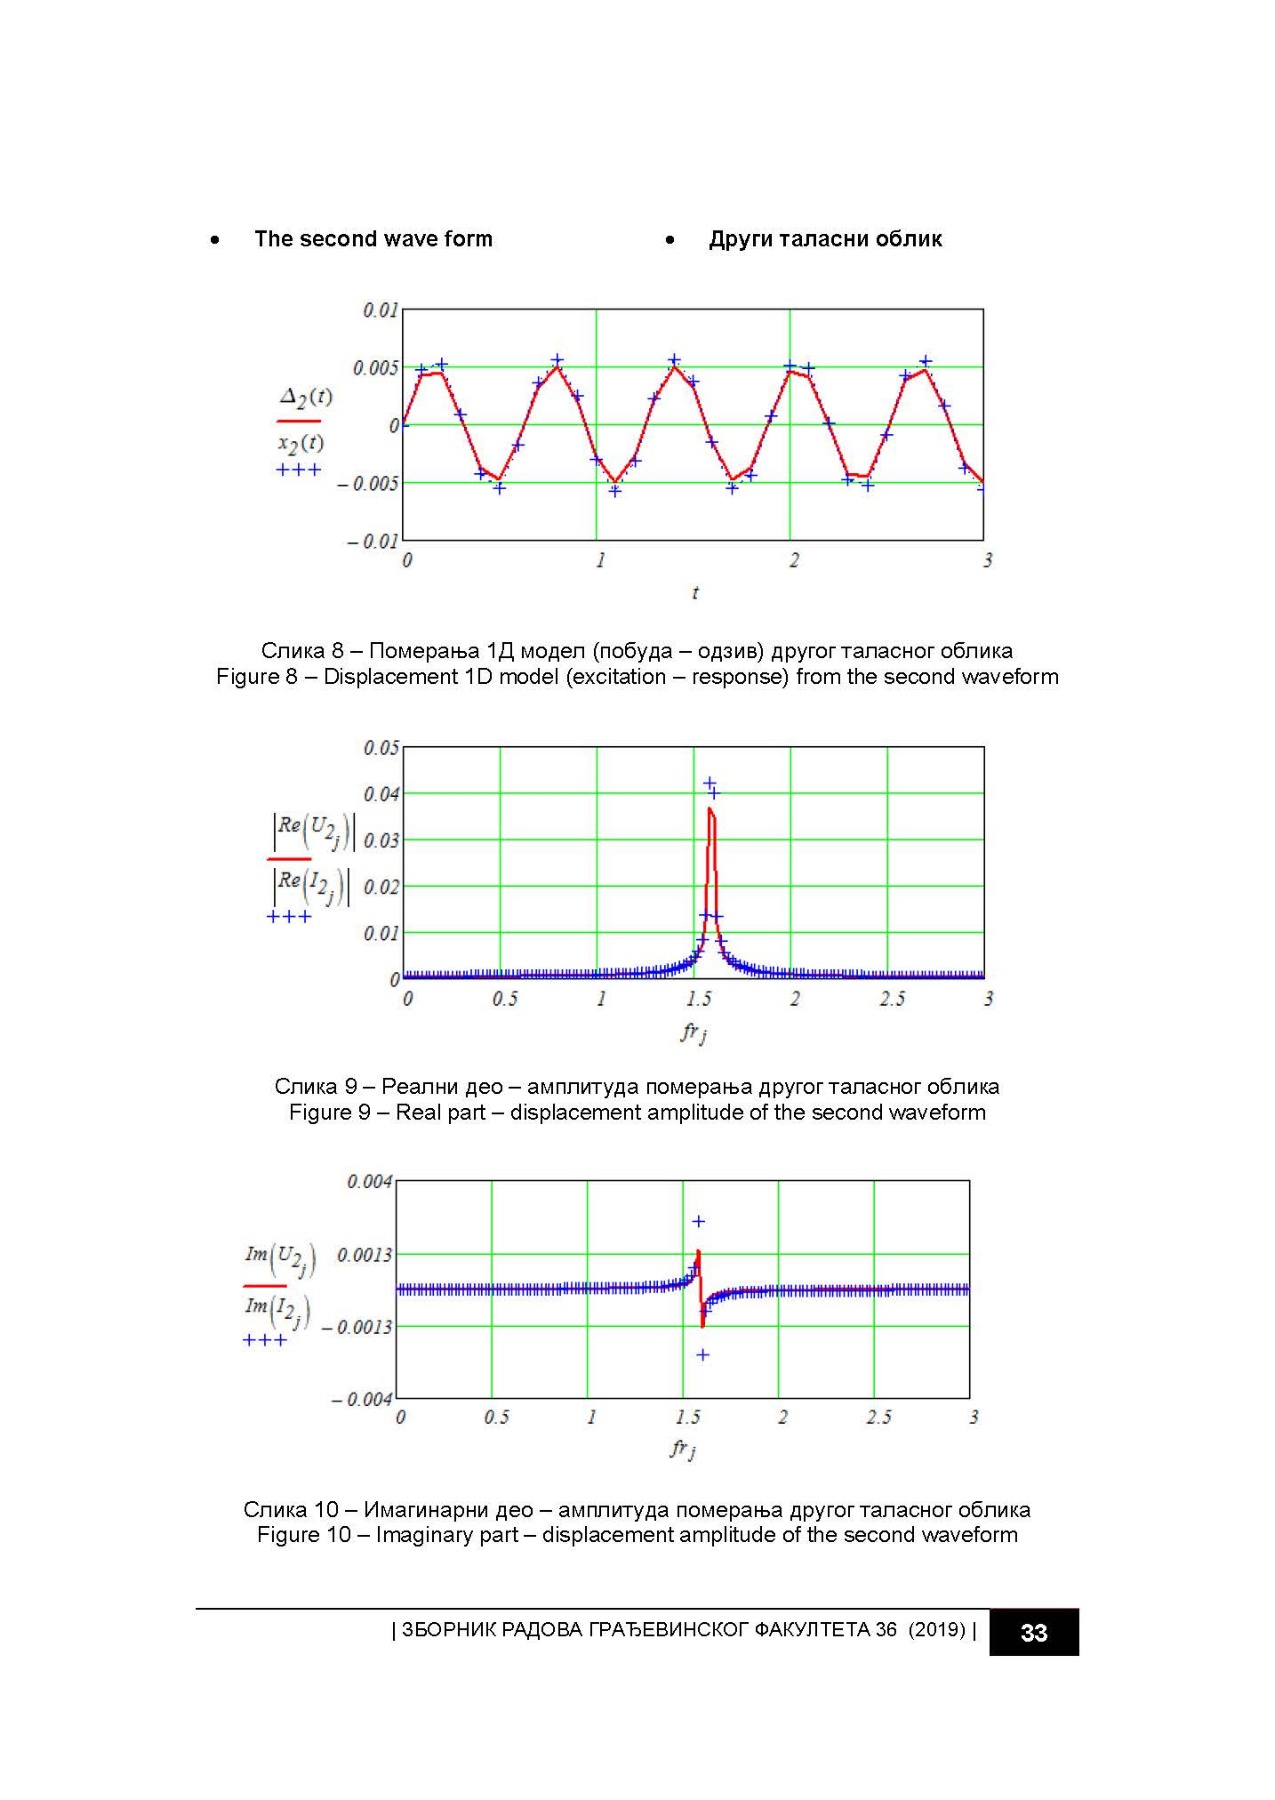 • The second wave form
• Други таласни облик
0.01
0.005
0
– 0.005
– 0.01
Δ2(t)
x2(t)
+++
0 1 2 3
t
Слика 8 – Померања 1Д модел (побуда – одзив) другог таласног облика
Figure 8 – Displacement 1D model (excitation – response) from the second waveform
0.05
0.04
0.03
0.02
0.01
0
|Re(U2j)|
|Re(I2j)|
+++
0 0.5 1 1.5 2 2.5 3
frj
Слика 9 – Реални део – амплитуда померања другог таласног облика
Figure 9 – Real part – displacement amplitude of the second waveform
0.004
0.0013
– 0.0013
– 0.004
Im(U2j)
Im(I2j)
+++
0 0.5 1 1.5 2 2.5 3
frj
Слика 10 – Имагинарни део – амплитуда померања другог таласног облика
Figure 10 – Imaginary part – displacement amplitude of the second waveform
| ЗБОРНИК РАДОВА ГРАЂЕВИНСКОГ ФАКУЛТЕТА 36 (2019) | 33